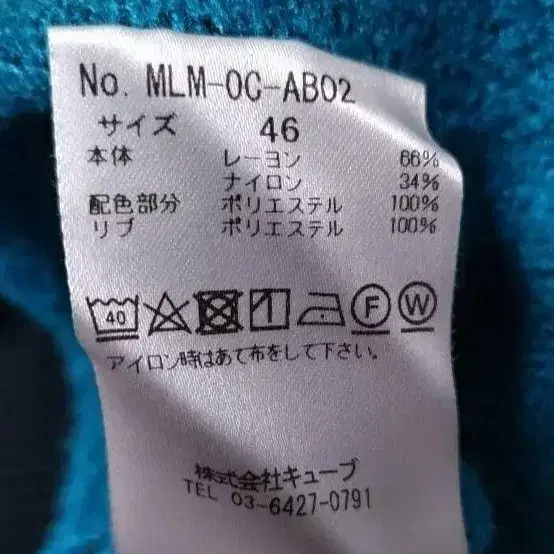 No. MLM-OC-AB02
サイズ 46
本体 レーヨン 66%
ナイロン 34%
配色部分 ポリエステル 100%
リブ ポリエステル 100%
40 F W
アイロン時はあて布をして下さい。
株式会社キューブ
TEL 03-6427-0791